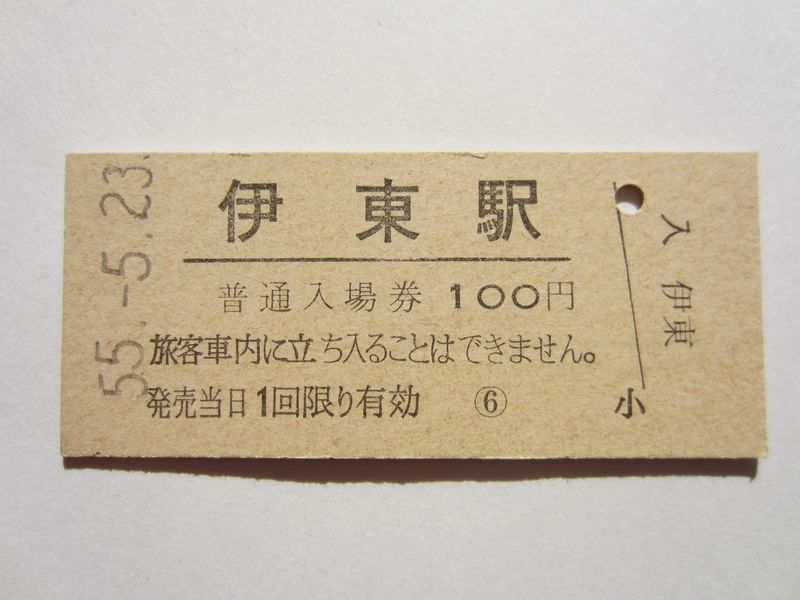 55.-5.23.
伊東駅
普通入場券 100円
旅客車内に立ち入ることはできません。
発売当日1回限り有効 ⑥
入 伊東
小